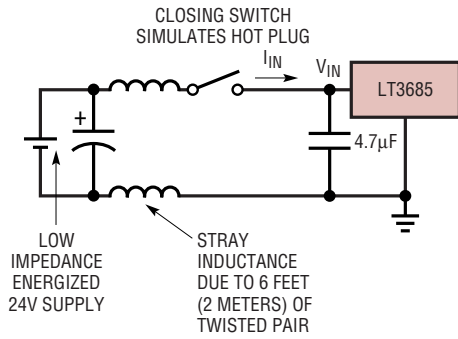 CLOSING SWITCH
SIMULATES HOT PLUG
IIN
VIN
LT3685
+
4.7µF
LOW
IMPEDANCE
ENERGIZED
24V SUPPLY
STRAY
INDUCTANCE
DUE TO 6 FEET
(2 METERS) OF
TWISTED PAIR